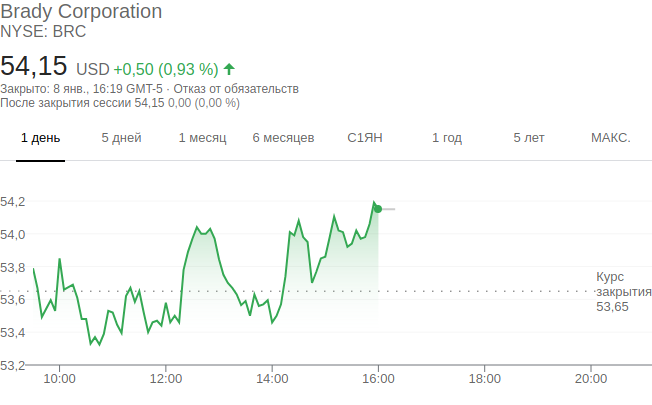 Brady Corporation
NYSE: BRC
54,15 USD +0,50 (0,93 %)
Закрыто: 8 янв., 16:19 GMT-5 · Отказ от обязательств
После закрытия сессии 54,15 0,00 (0,00 %)
1 день 5 дней 1 месяц 6 месяцев С1ЯН 1 год 5 лет МАКС.
54,2
54,0
53,8
53,6
53,4
53,2
Курс
закрытия
53,65
10:00 12:00 14:00 16:00 18:00 20:00